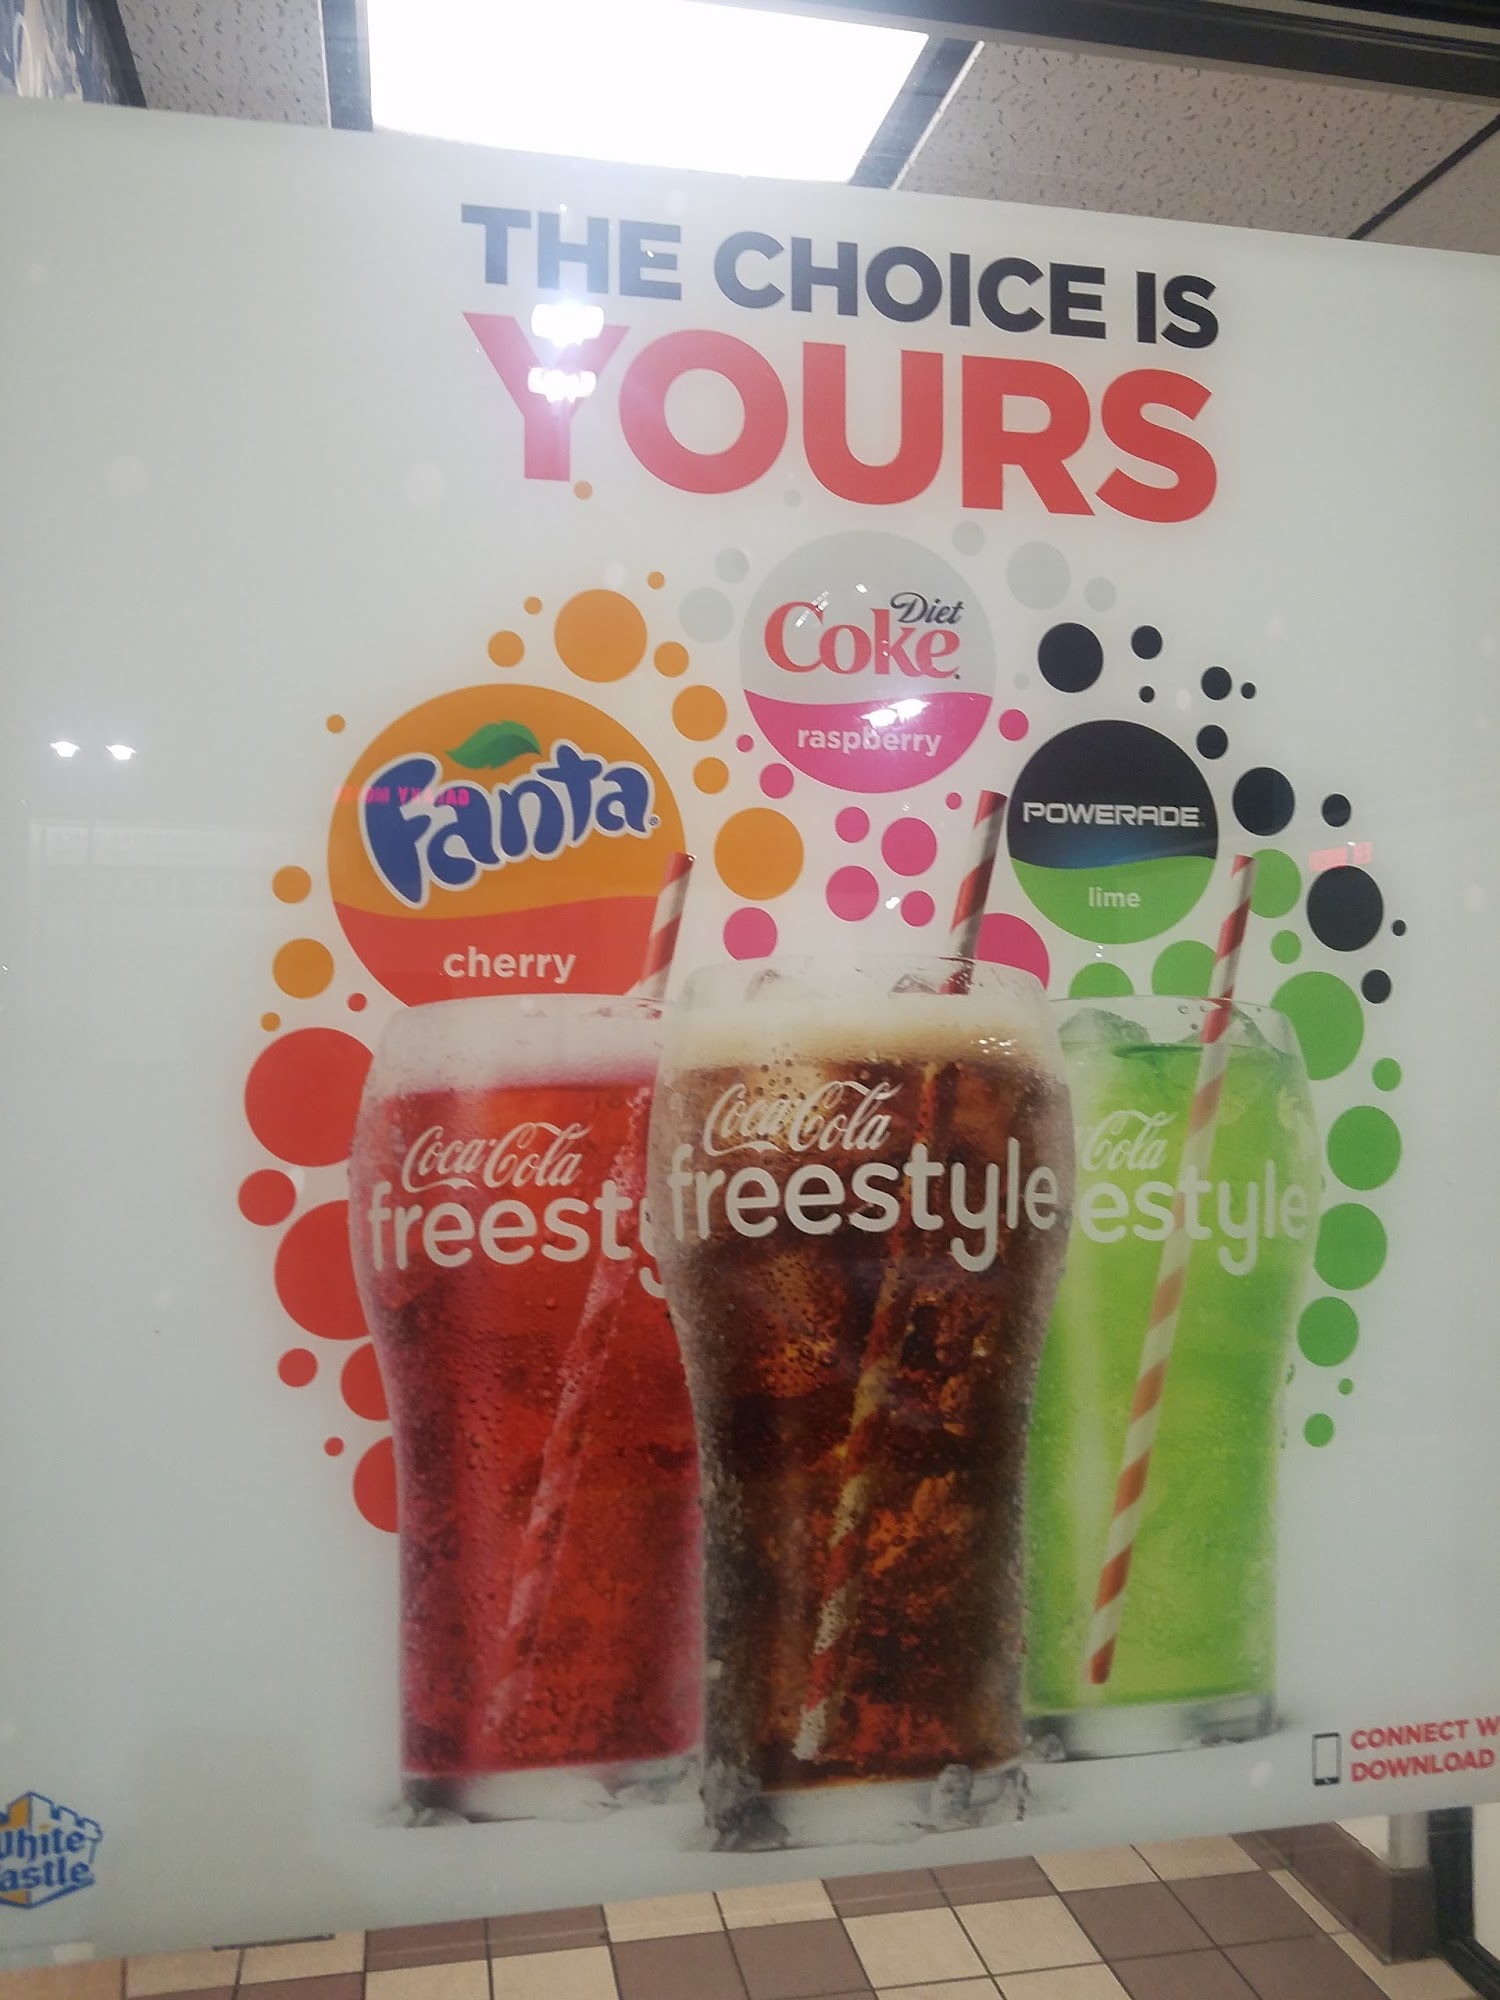 THE CHOICE IS
YOURS
Diet
Coke
raspberry
Fanta
cherry
POWERADE
lime
Coca-Cola
freesty
Coca-Cola
freestyle
Cola
estyle
CONNECT W
DOWNLOAD
White
astle